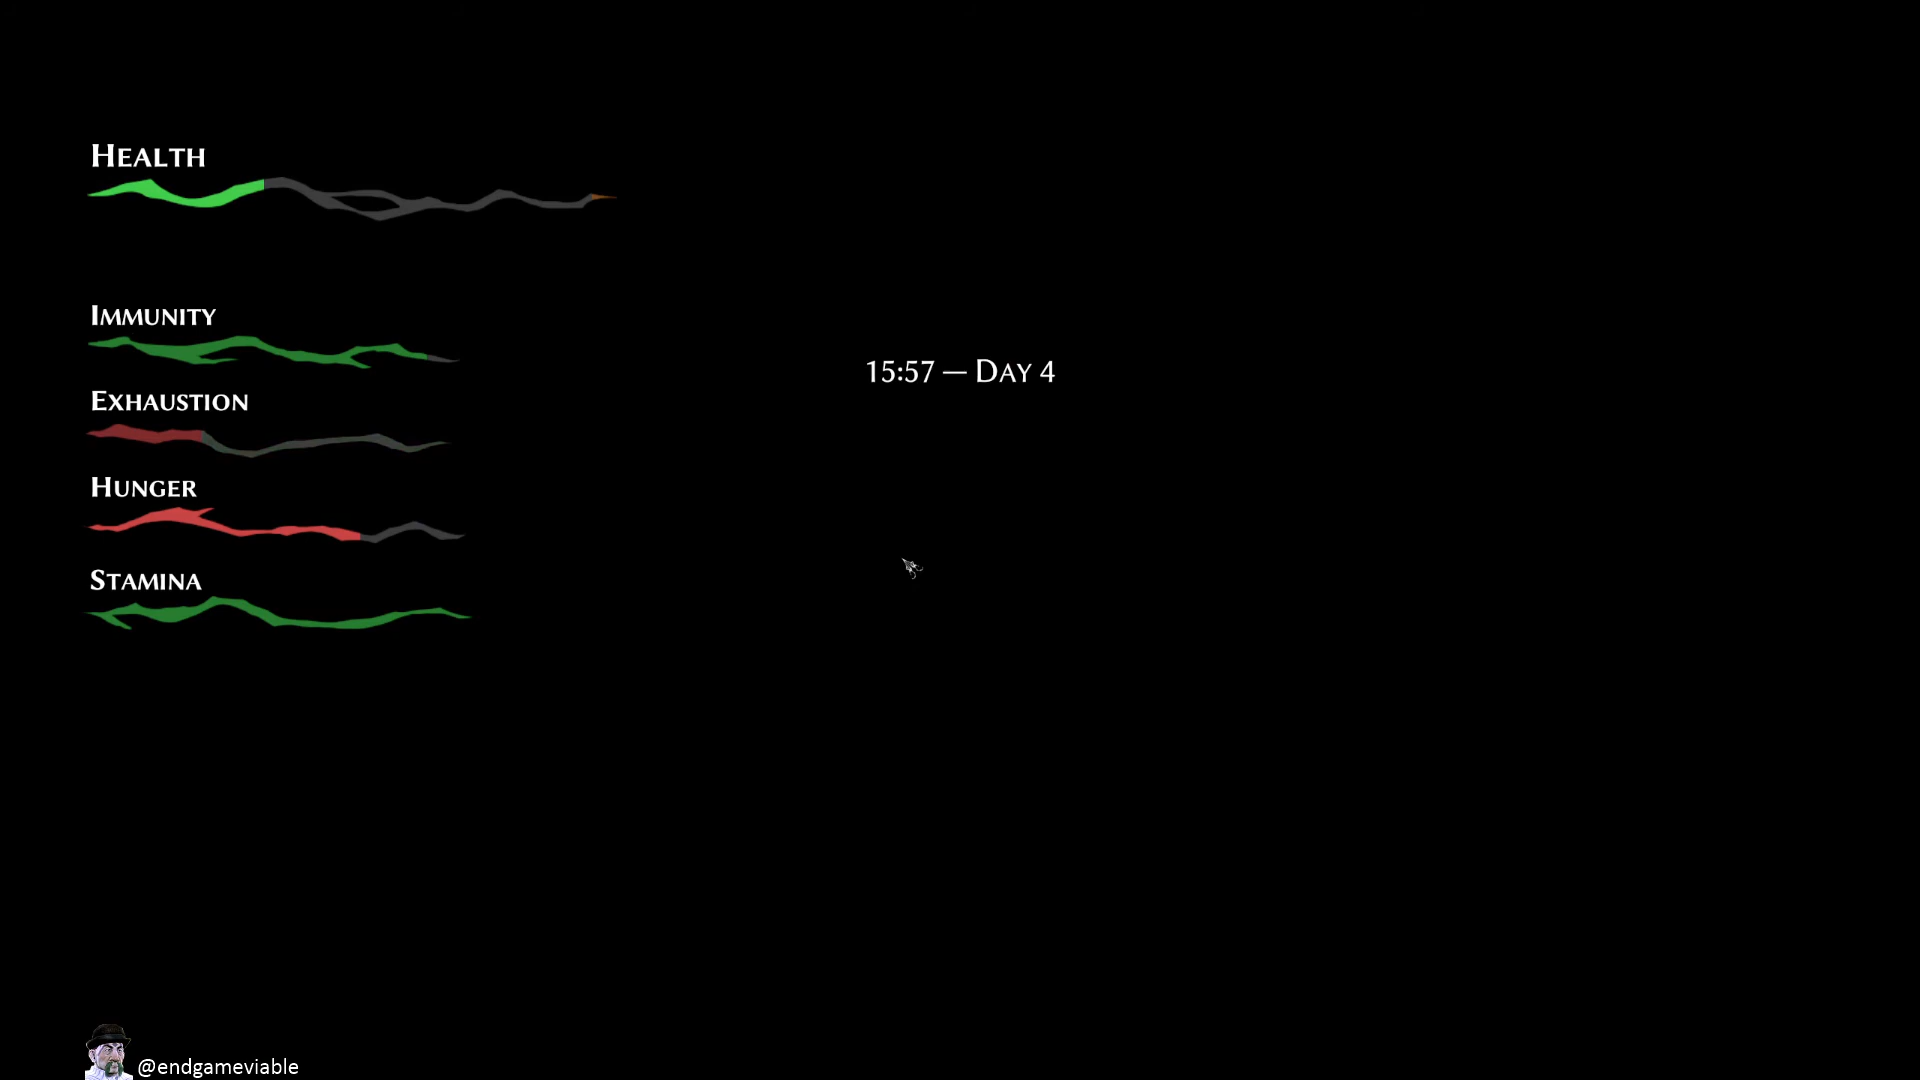 Health
Immunity
15:57 — Day 4
Exhaustion
Hunger
Stamina
@endgameviable